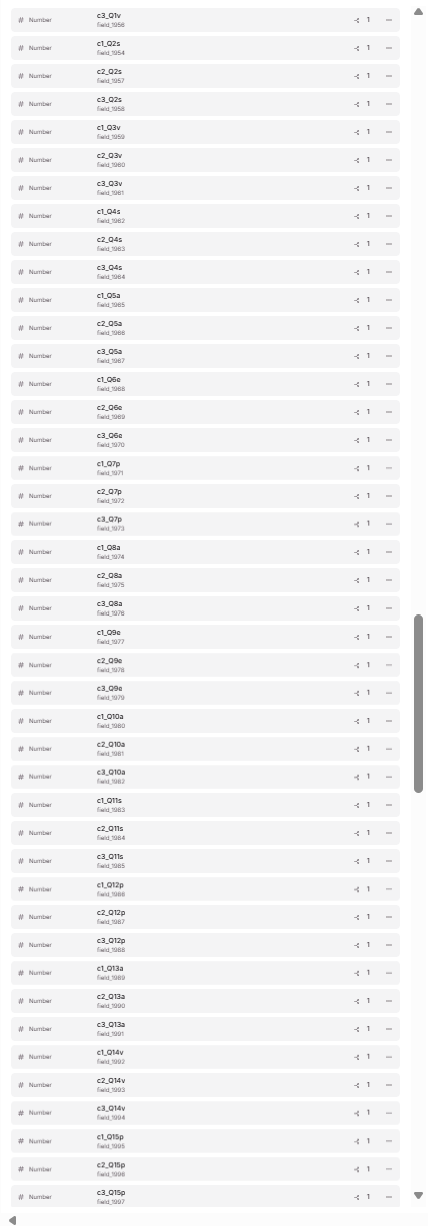 # Number c3_Q1v 1
field_1956
# Number c1_Q2s 1
field_1954
# Number c2_Q2s 1
field_1957
# Number c3_Q2s 1
field_1958
# Number c1_Q3v 1
field_1959
# Number c2_Q3v 1
field_1960
# Number c3_Q3v 1
field_1961
# Number c1_Q4s 1
field_1962
# Number c2_Q4s 1
field_1963
# Number c3_Q4s 1
field_1964
# Number c1_Q5a 1
field_1965
# Number c2_Q5a 1
field_1966
# Number c3_Q5a 1
field_1967
# Number c1_Q6e 1
field_1968
# Number c2_Q6e 1
field_1969
# Number c3_Q6e 1
field_1970
# Number c1_Q7p 1
field_1971
# Number c2_Q7p 1
field_1972
# Number c3_Q7p 1
field_1973
# Number c1_Q8a 1
field_1974
# Number c2_Q8a 1
field_1975
# Number c3_Q8a 1
field_1976
# Number c1_Q9e 1
field_1977
# Number c2_Q9e 1
field_1978
# Number c3_Q9e 1
field_1979
# Number c1_Q10a 1
field_1980
# Number c2_Q10a 1
field_1981
# Number c3_Q10a 1
field_1982
# Number c1_Q11s 1
field_1983
# Number c2_Q11s 1
field_1984
# Number c3_Q11s 1
field_1985
# Number c1_Q12p 1
field_1986
# Number c2_Q12p 1
field_1987
# Number c3_Q12p 1
field_1988
# Number c1_Q13a 1
field_1989
# Number c2_Q13a 1
field_1990
# Number c3_Q13a 1
field_1991
# Number c1_Q14v 1
field_1992
# Number c2_Q14v 1
field_1993
# Number c3_Q14v 1
field_1994
# Number c1_Q15p 1
field_1995
# Number c2_Q15p 1
field_1996
# Number c3_Q15p 1
field_1997